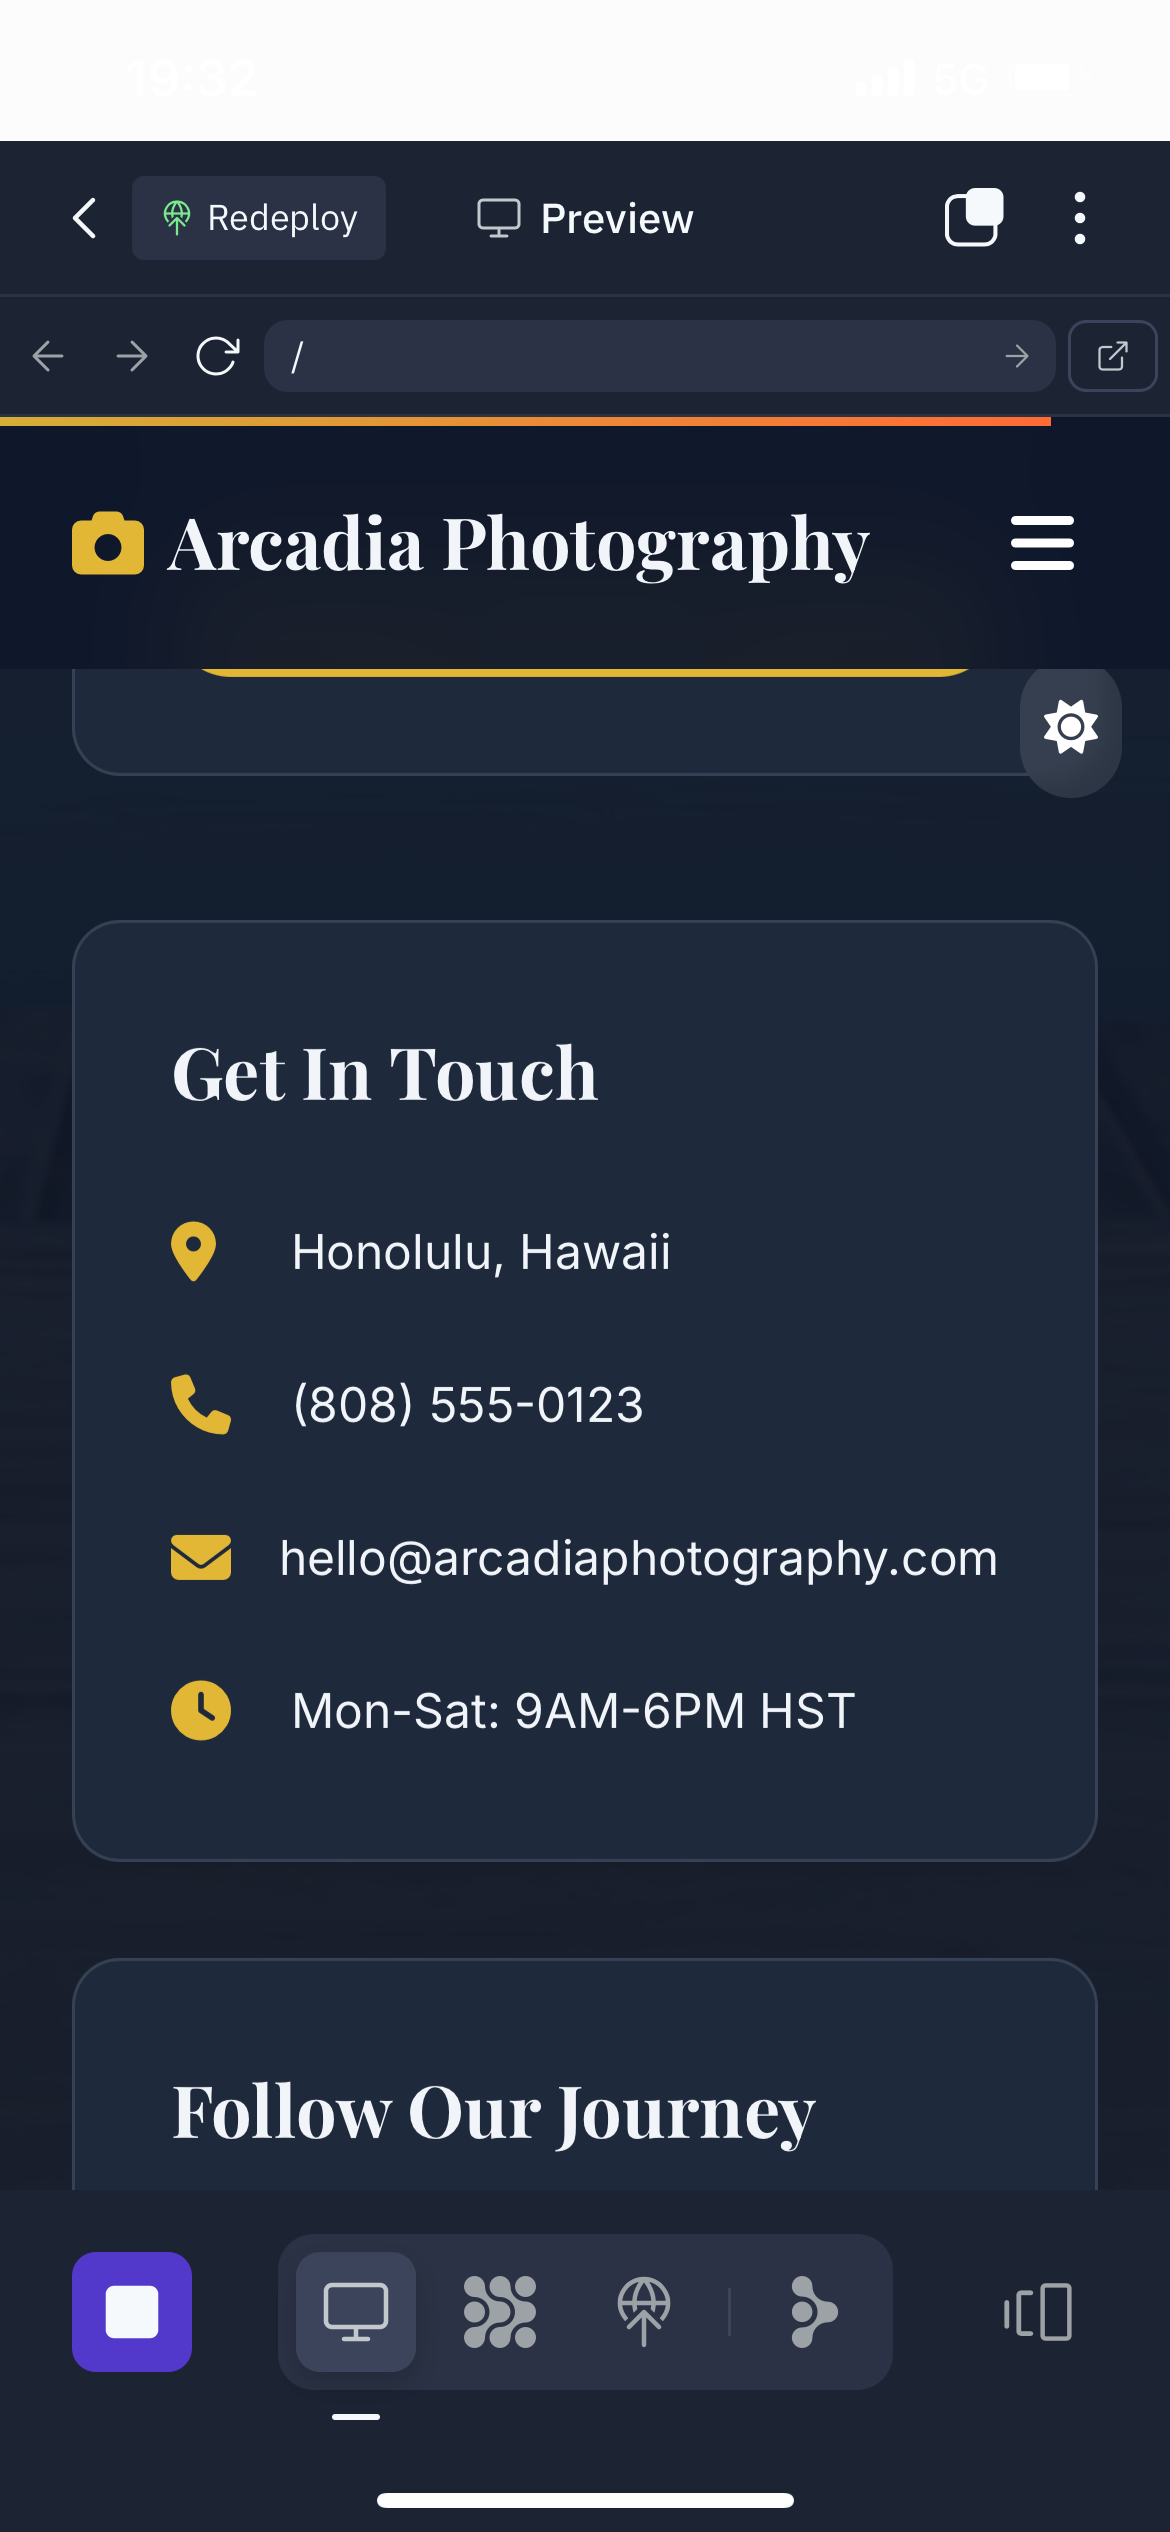 19:32
5G
Redeploy
Preview
/
Arcadia Photography
Get In Touch
Honolulu, Hawaii
(808) 555-0123
hello@arcadiaphotography.com
Mon-Sat: 9AM-6PM HST
Follow Our Journey